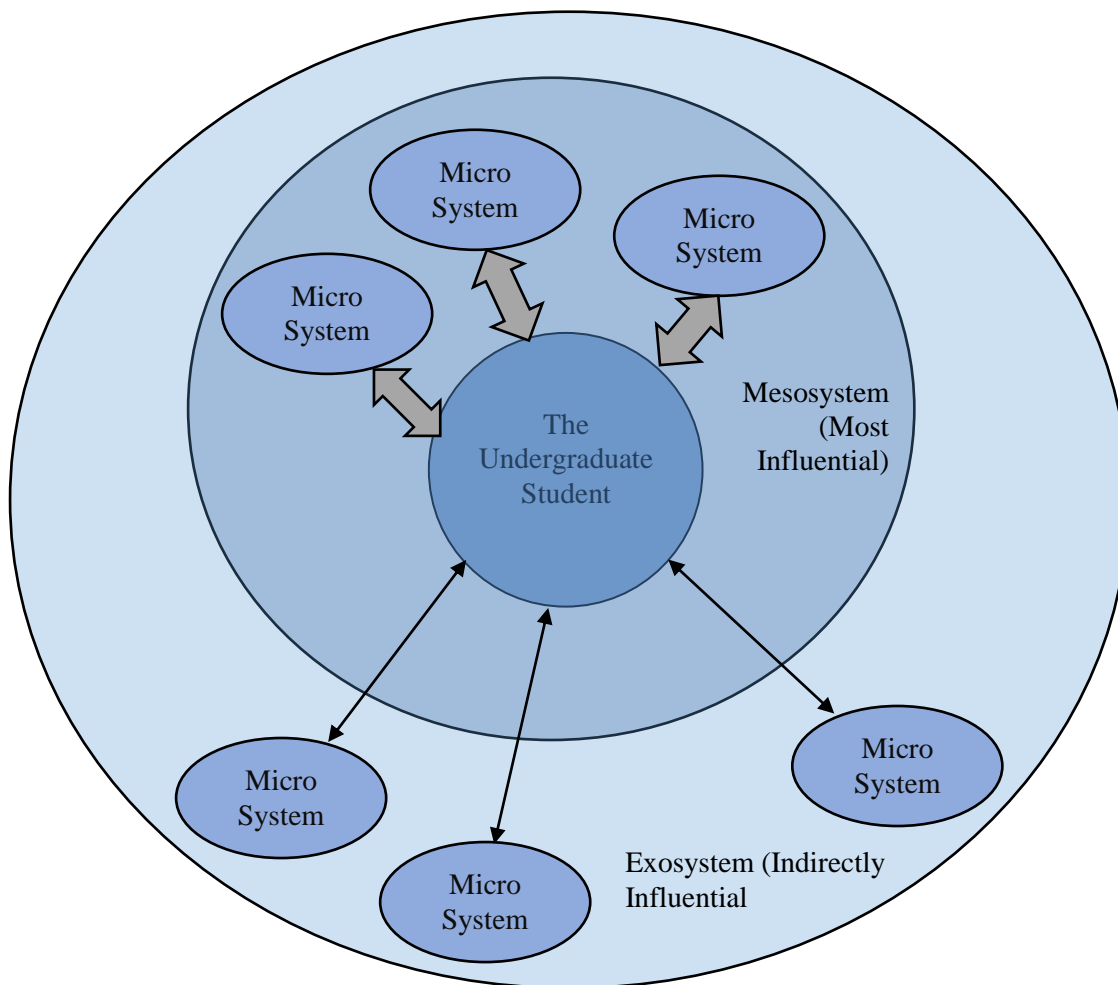 Micro
System
Micro
System
Micro
System
Mesosystem
(Most
Influential)
The
Undergraduate
Student
Micro
System
Micro
System
Exosystem (Indirectly
Influential
Micro
System